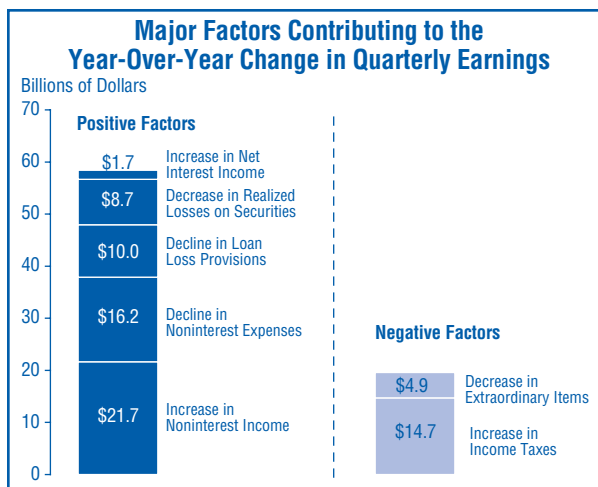 Major Factors Contributing to the
Year-Over-Year Change in Quarterly Earnings
Billions of Dollars
70
60
50
40
30
20
10
0
Positive Factors
$1.7
Increase in Net
Interest Income
$8.7
Decrease in Realized
Losses on Securities
$10.0
Decline in Loan
Loss Provisions
$16.2
Decline in
Noninterest Expenses
$21.7
Increase in
Noninterest Income
Negative Factors
$4.9
Decrease in
Extraordinary Items
$14.7
Increase in
Income Taxes